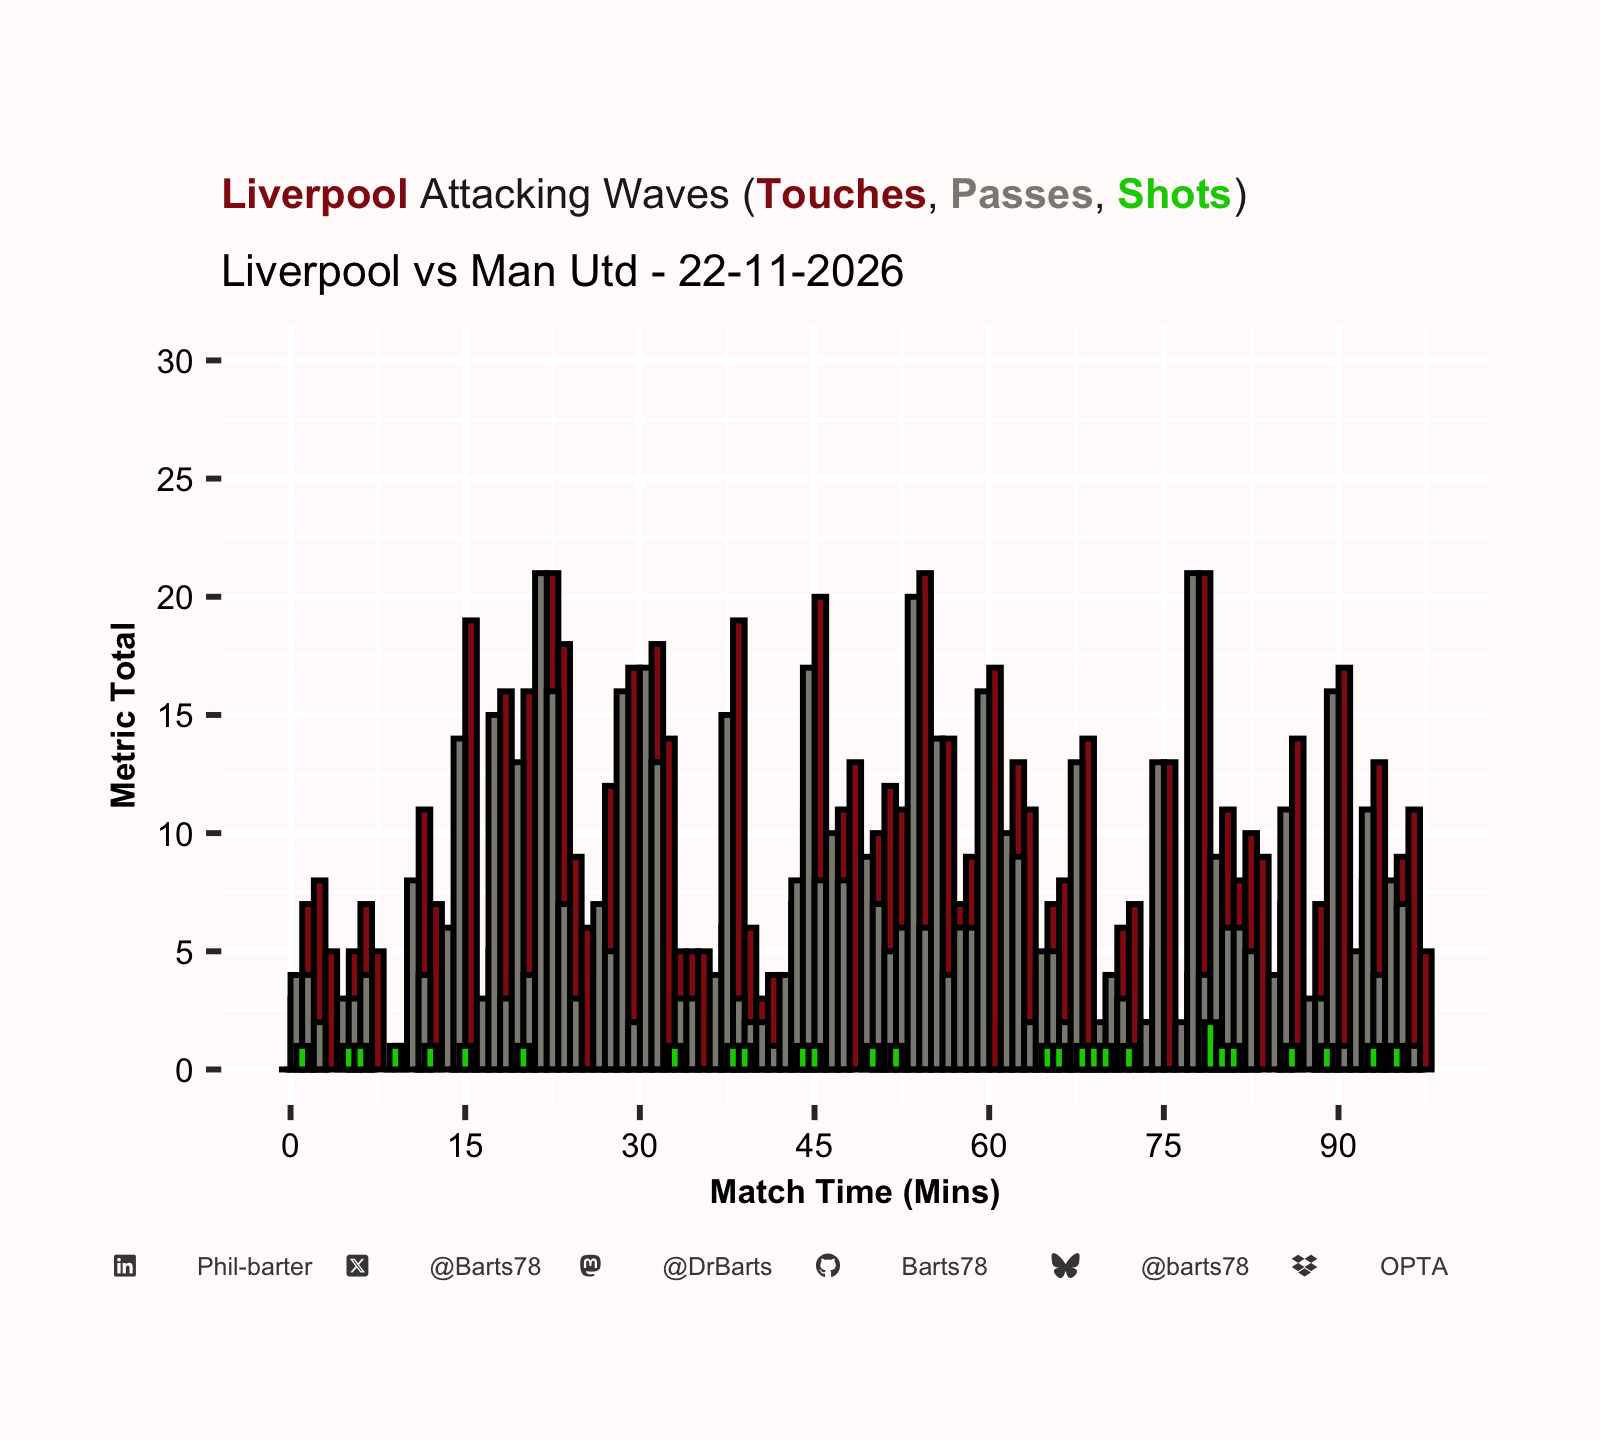 Liverpool Attacking Waves (Touches, Passes, Shots)
Liverpool vs Man Utd - 22-11-2026
30
25
20
15
10
5
0
Metric Total
0 15 30 45 60 75 90
Match Time (Mins)
Phil-barter @Barts78 @DrBarts Barts78 @barts78 OPTA